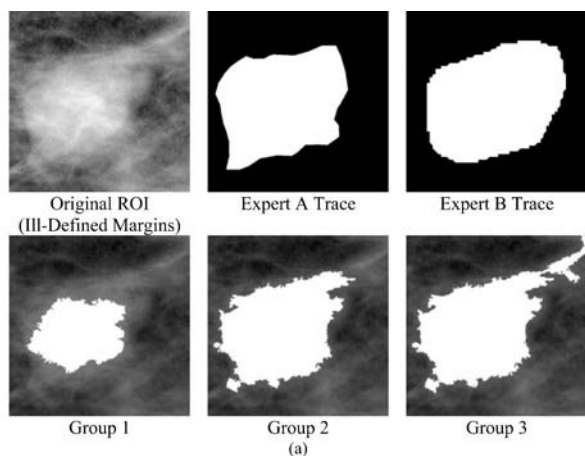 Original ROI
(Ill-Defined Margins)
Expert A Trace
Expert B Trace
Group 1
Group 2
Group 3
(a)